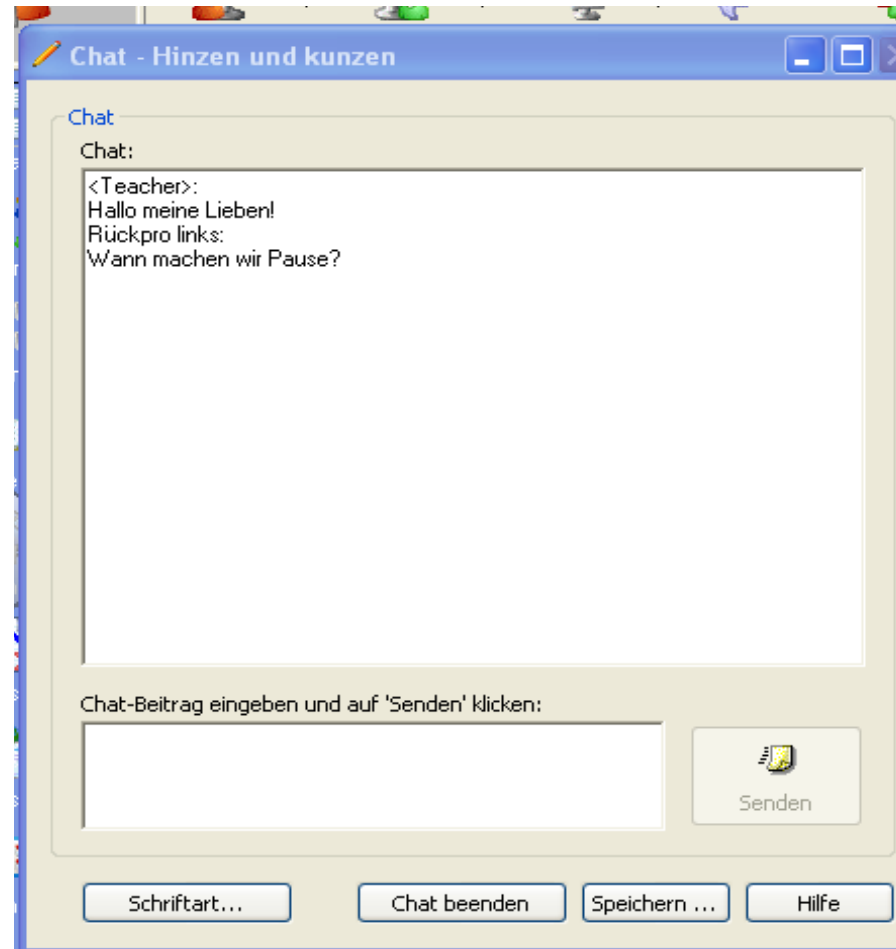 Chat - Hinzen und kunzen
Chat
Chat:
<Teacher>:
Hallo meine Lieben!
Rückpro links:
Wann machen wir Pause?
Chat-Beitrag eingeben und auf 'Senden' klicken:
Senden
Schriftart...
Chat beenden
Speichern ...
Hilfe